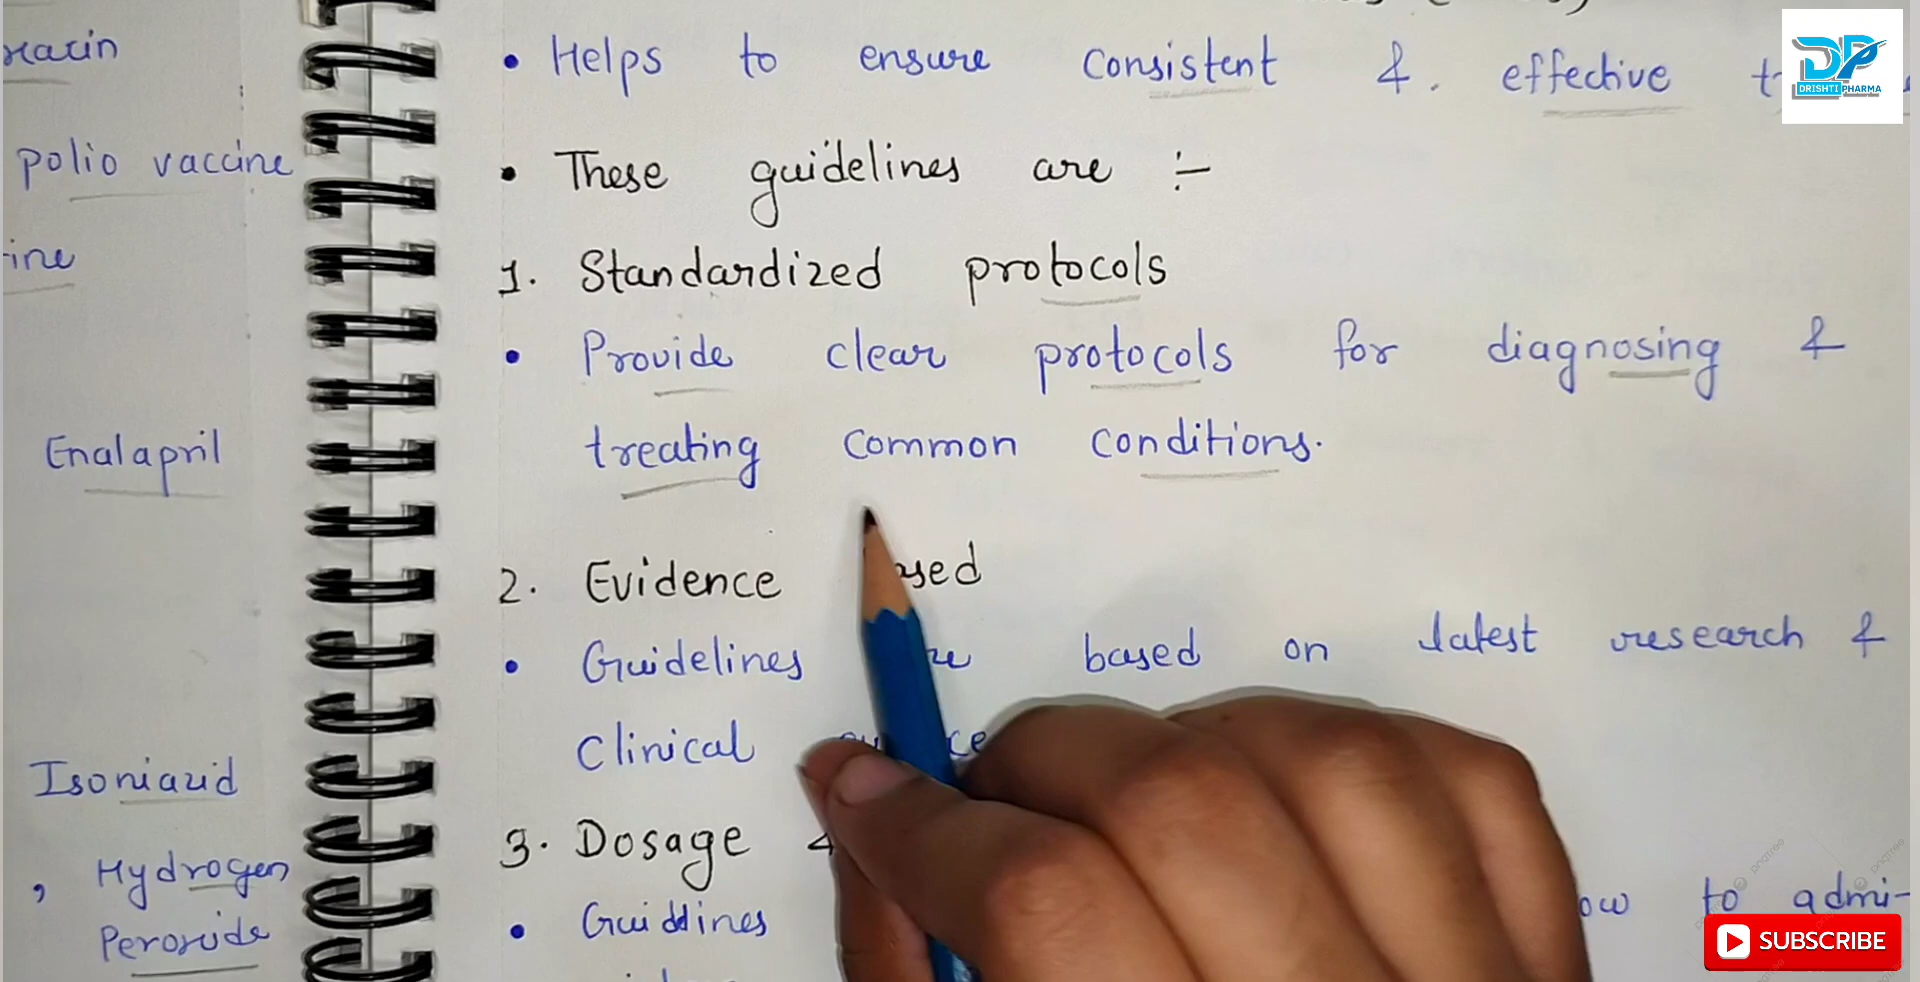 polio vaccine
Enalapril
Isoniazid
, Hydrogen
Peroxide
• Helps to ensure consistent & effective
• These guidelines are :-
1. Standardized protocols
• Provide clear protocols for diagnosing &
treating common conditions.
2. Evidence
• Guidelines based on latest research &
Clinical
3. Dosage
• Guidlines to admi-
DP
DRISHTI PHARMA
SUBSCRIBE